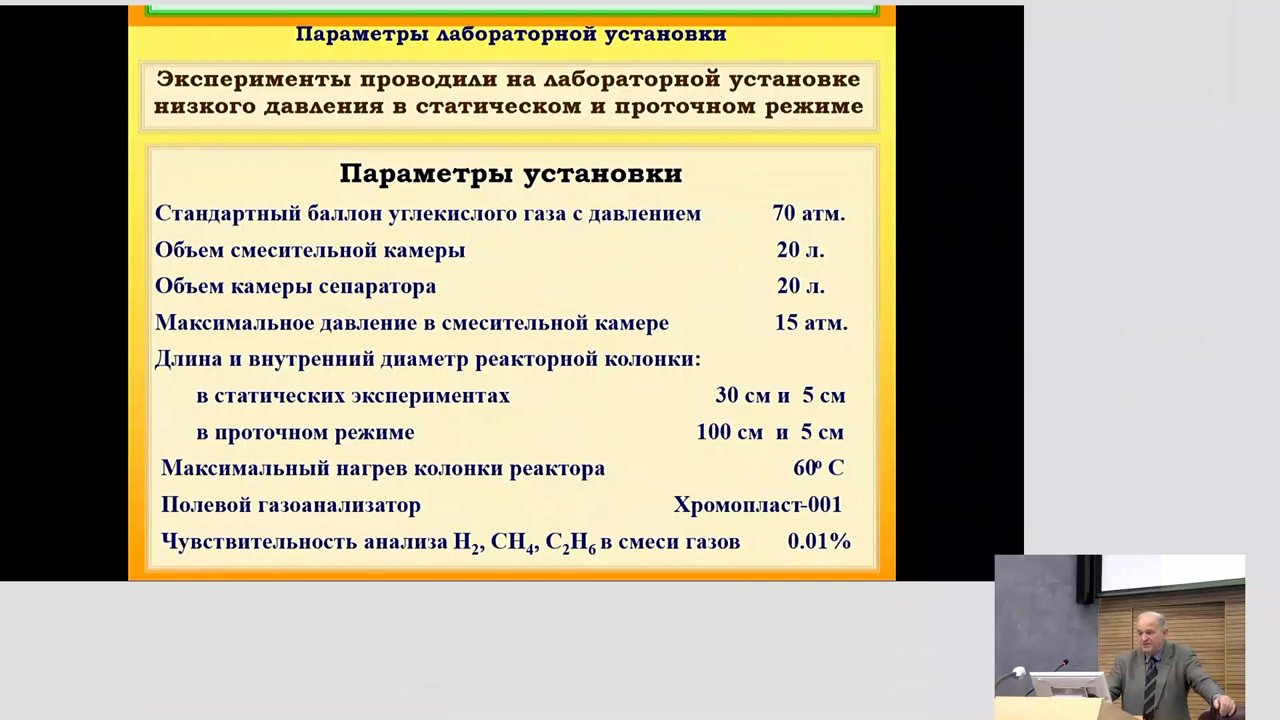 Параметры лабораторной установки
Эксперименты проводили на лабораторной установке
низкого давления в статическом и проточном режиме
Параметры установки
Стандартный баллон углекислого газа с давлением 70 атм.
Объем смесительной камеры 20 л.
Объем камеры сепаратора 20 л.
Максимальное давление в смесительной камере 15 атм.
Длина и внутренний диаметр реакторной колонки:
в статических экспериментах 30 см и 5 см
в проточном режиме 100 см и 5 см
Максимальный нагрев колонки реактора 60º С
Полевой газоанализатор Хромопласт-001
Чувствительность анализа H₂, CH₄, C₂H₆ в смеси газов 0.01%